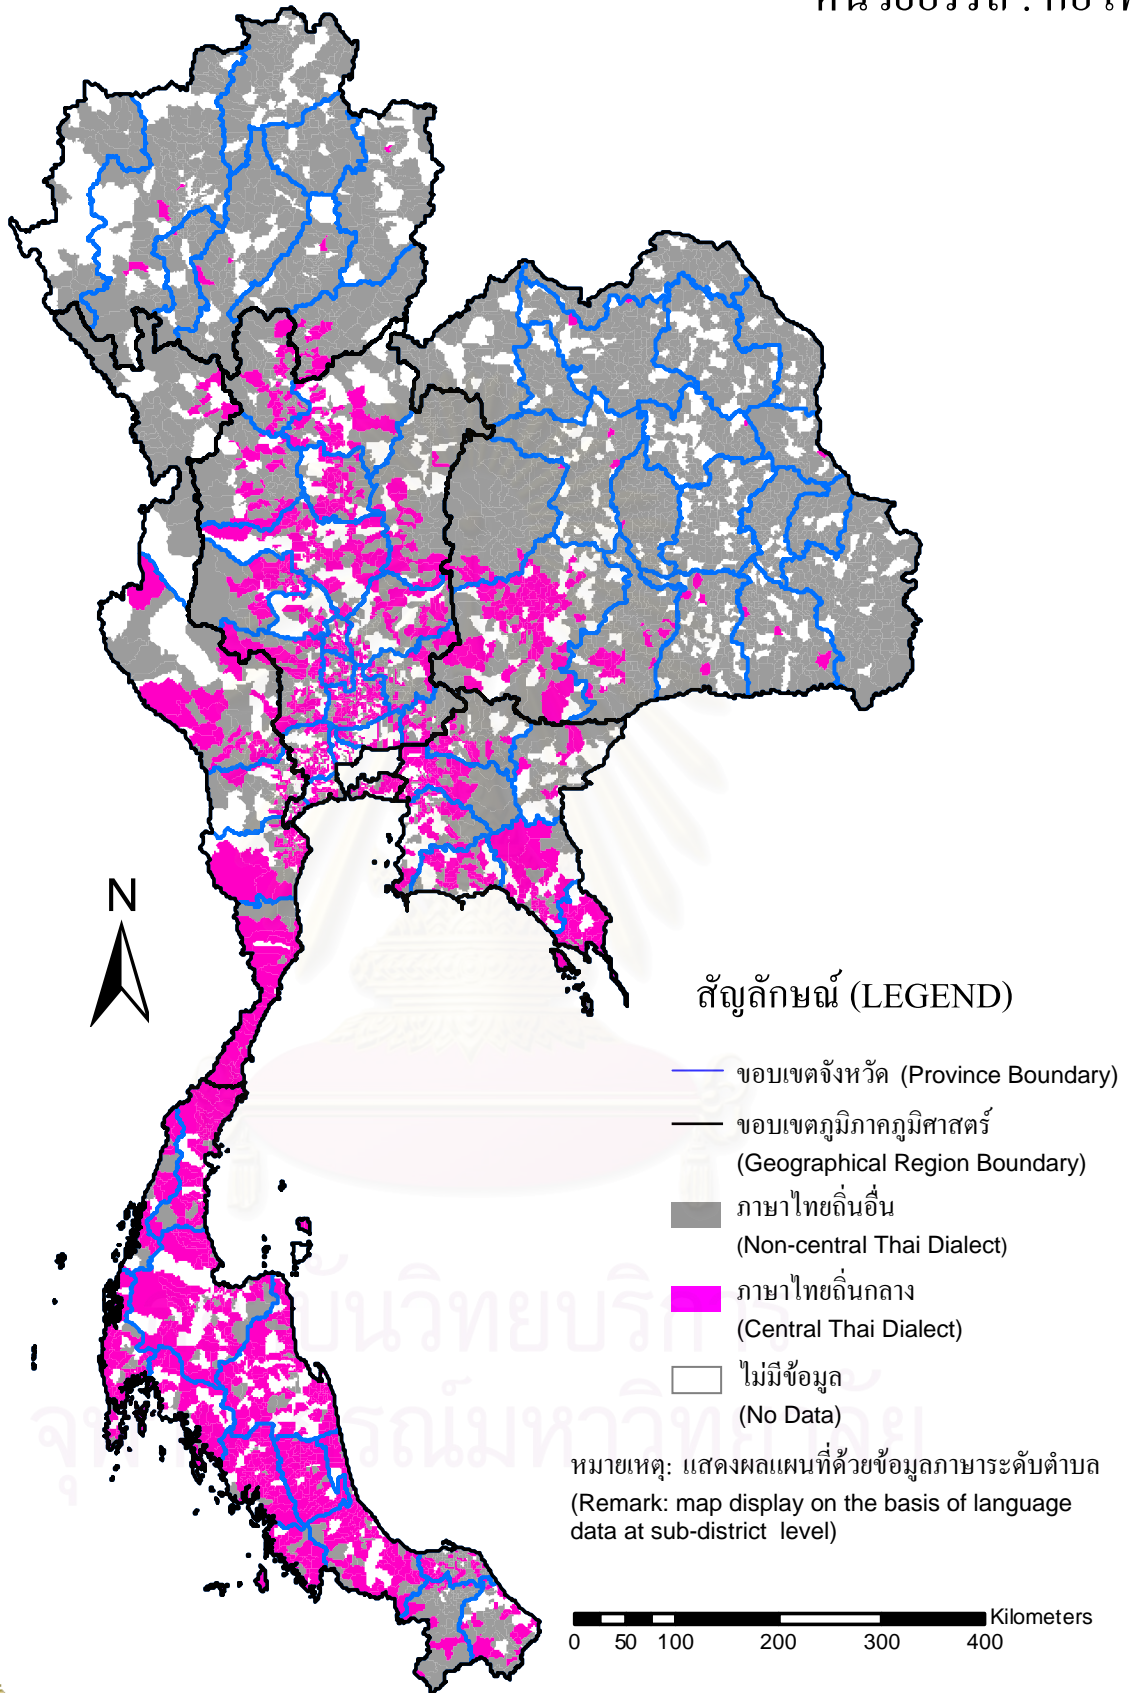 N
สัญลักษณ์ (LEGEND)
ขอบเขตจังหวัด (Province Boundary)
ขอบเขตภูมิภาคภูมิศาสตร์
(Geographical Region Boundary)
ภาษาไทยถิ่นอื่น
(Non-central Thai Dialect)
ภาษาไทยถิ่นกลาง
(Central Thai Dialect)
ไม่มีข้อมูล
(No Data)
หมายเหตุ: แสดงผลแผนที่ด้วยข้อมูลภาษาระดับตำบล
(Remark: map display on the basis of language
data at sub-district level)
Kilometers
0 50 100 200 300 400